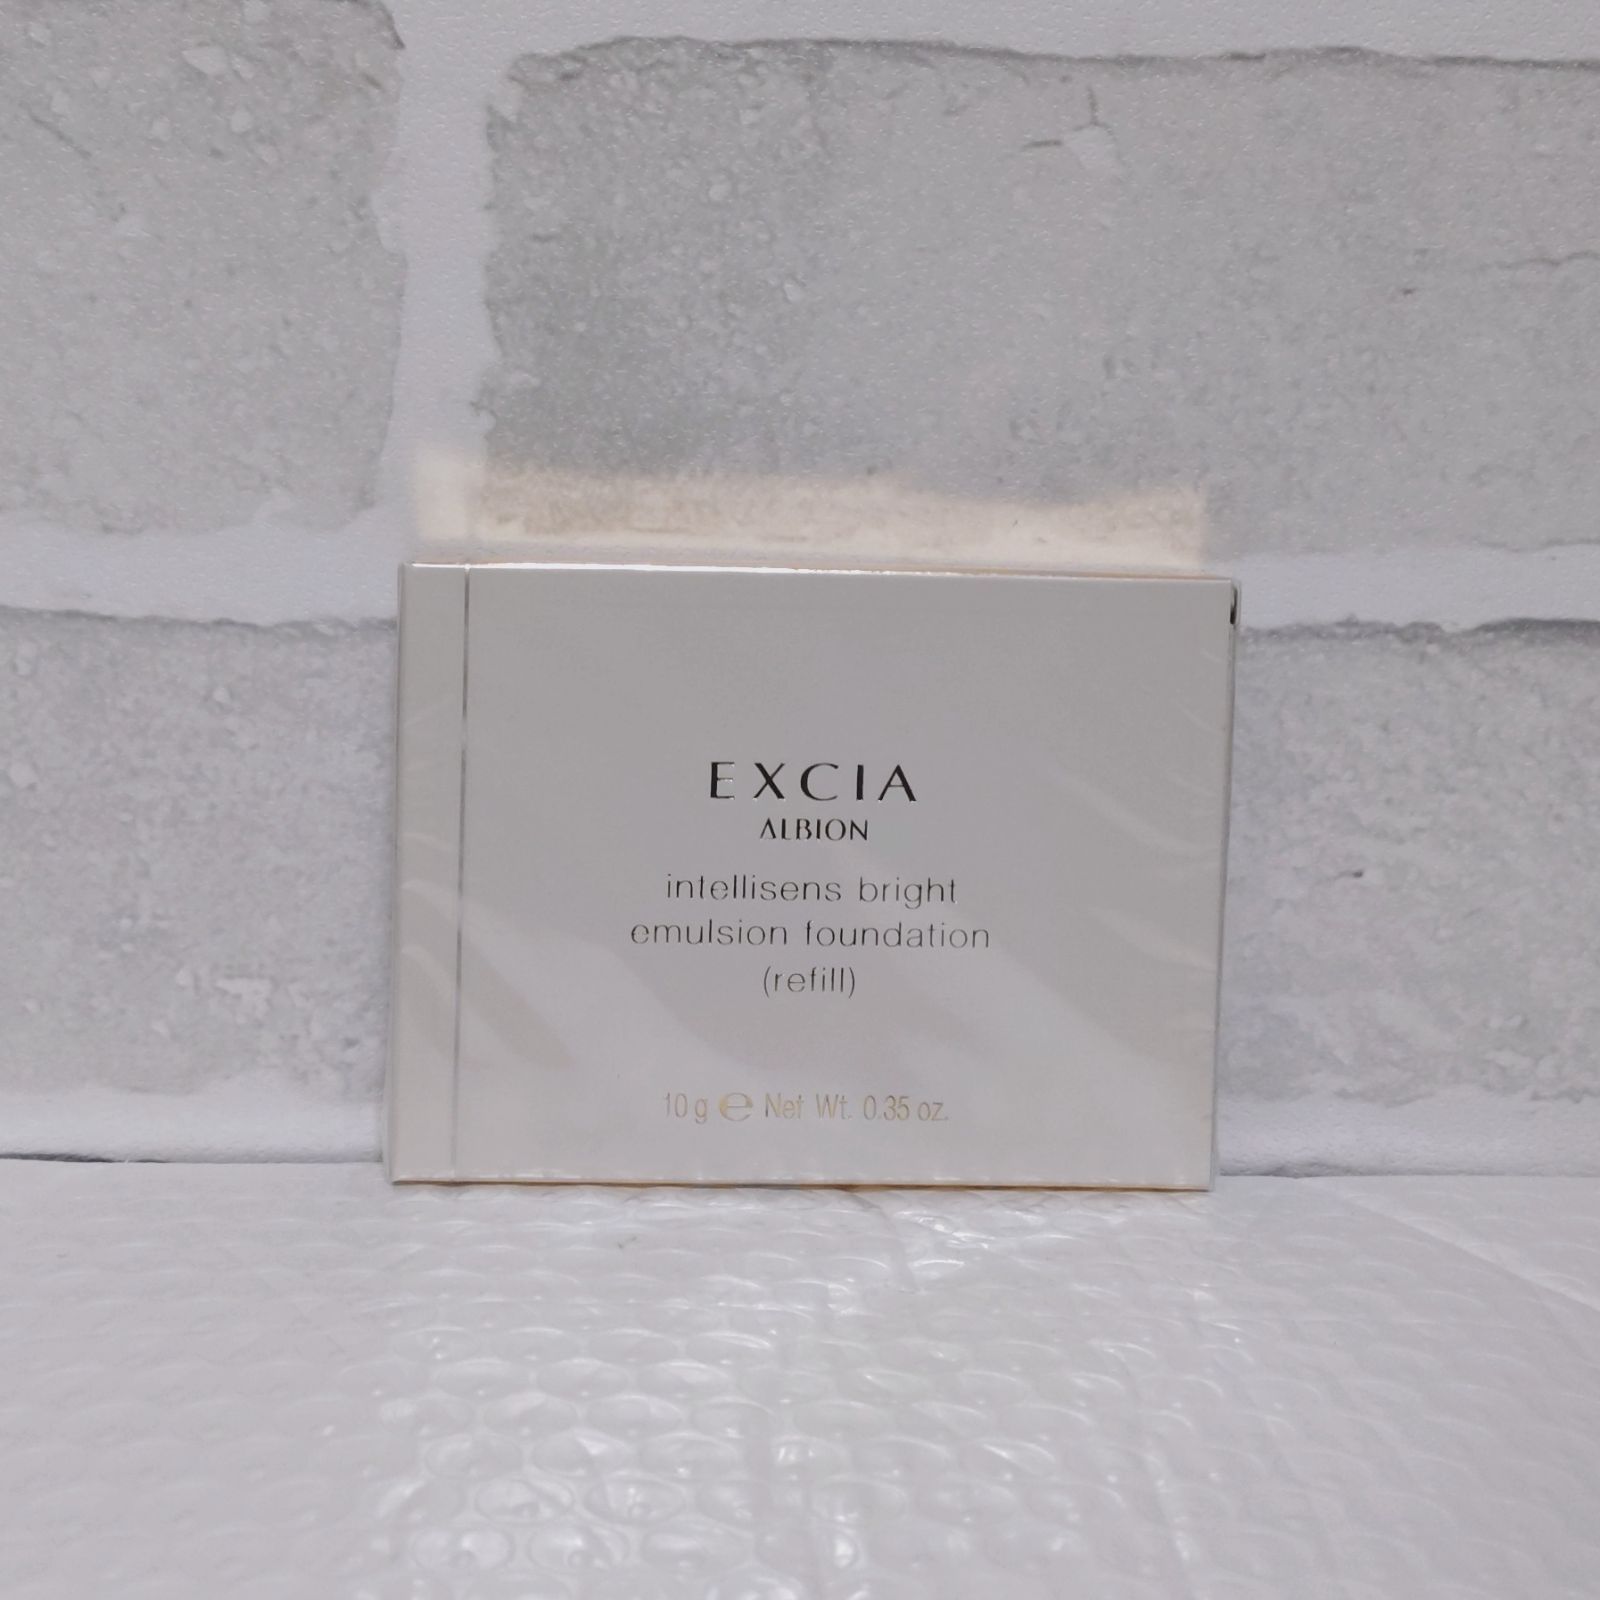 EXCIA
ALBION
intellisens bright
emulsion foundation
(refill)
10 g ℮ Net Wt. 0.35 oz.